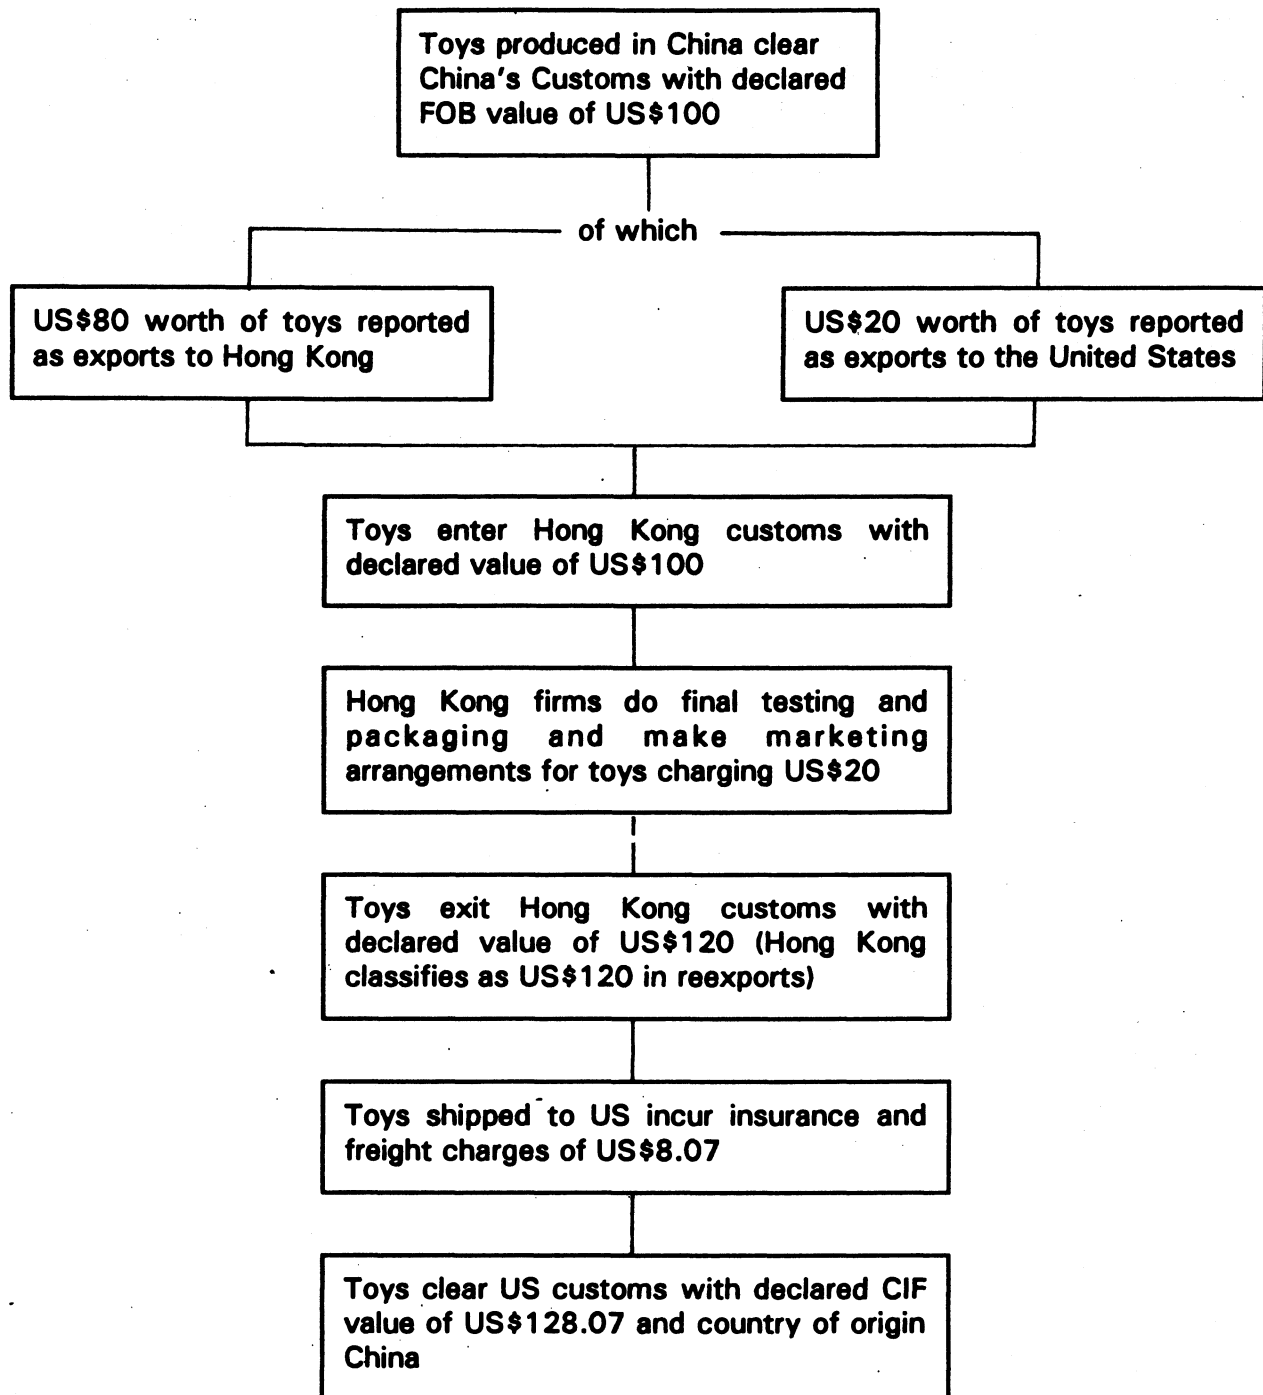 Toys produced in China clear
China's Customs with declared
FOB value of US$100
of which
US$80 worth of toys reported
as exports to Hong Kong
US$20 worth of toys reported
as exports to the United States
Toys enter Hong Kong customs with
declared value of US$100
Hong Kong firms do final testing and
packaging and make marketing
arrangements for toys charging US$20
Toys exit Hong Kong customs with
declared value of US$120 (Hong Kong
classifies as US$120 in reexports)
Toys shipped to US incur insurance and
freight charges of US$8.07
Toys clear US customs with declared CIF
value of US$128.07 and country of origin
China